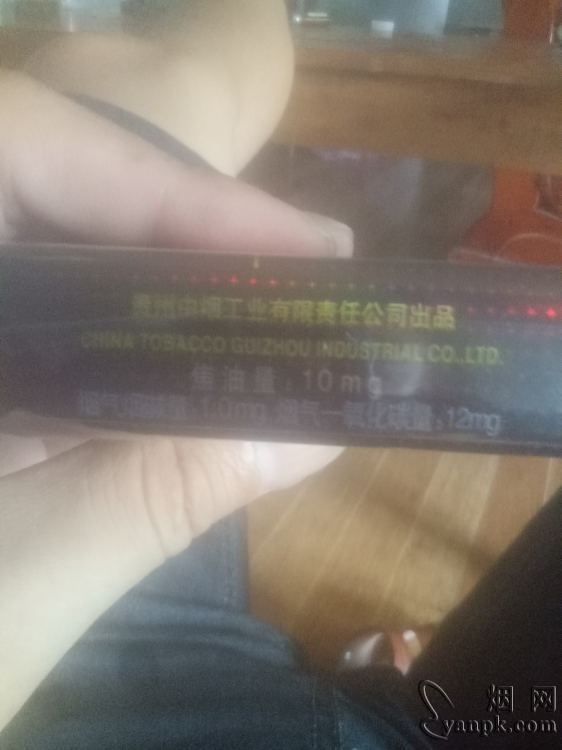 贵州中烟工业有限责任公司出品
CHINA TOBACCO GUIZHOU INDUSTRIAL CO.,LTD.
焦油量:10mg
烟气烟碱量:1.0mg 烟气一氧化碳量:12mg
烟网
yanpk.com